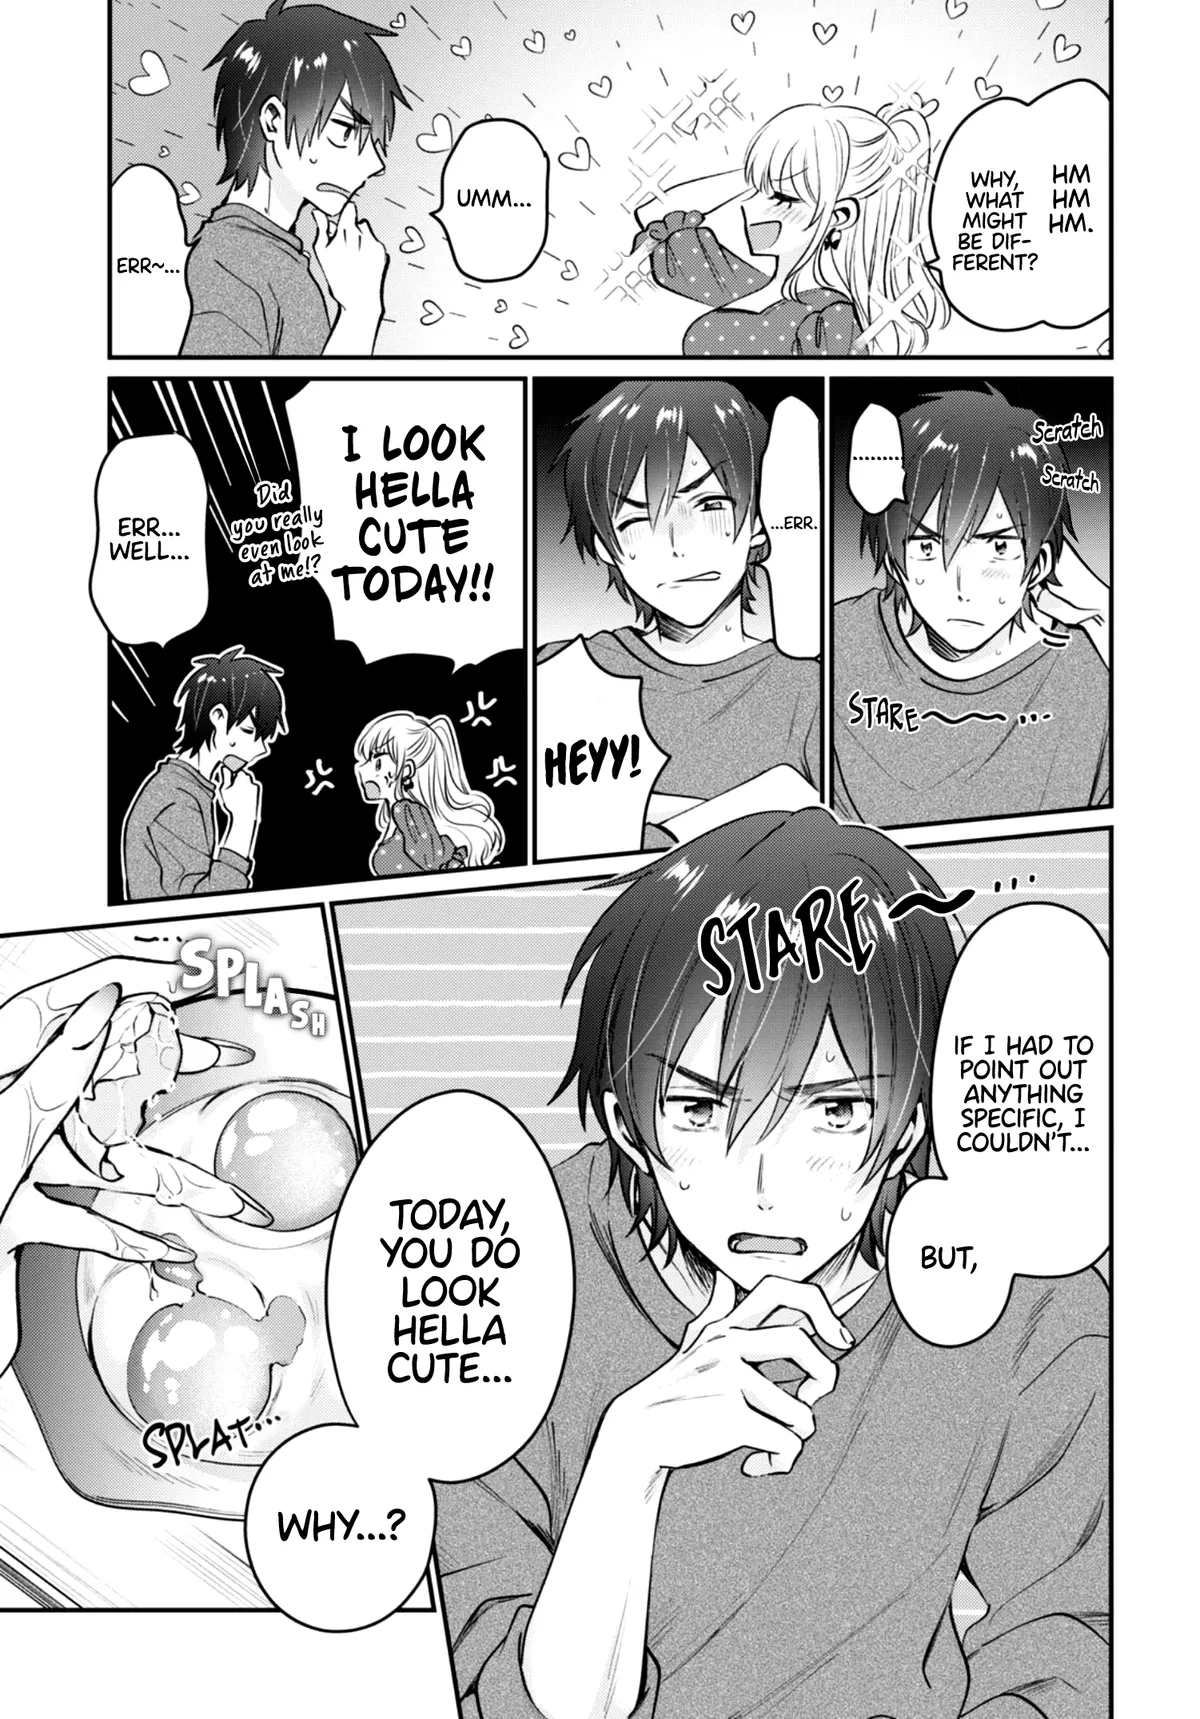 HM
HM
HM.
WHY,
WHAT
MIGHT
BE DIF-
FERENT?
UMM...
ERR~...
Scratch
Scratch
............
STARE~...
...ERR.
HEYY!
I LOOK
HELLA
CUTE
TODAY!!
Did
you really
even look
at me!?
ERR...
WELL...
STARE~...
IF I HAD TO
POINT OUT
ANYTHING
SPECIFIC, I
COULDN'T...
BUT,
TODAY,
YOU DO
LOOK
HELLA
CUTE...
WHY...?
SPLASH
SPLAT...